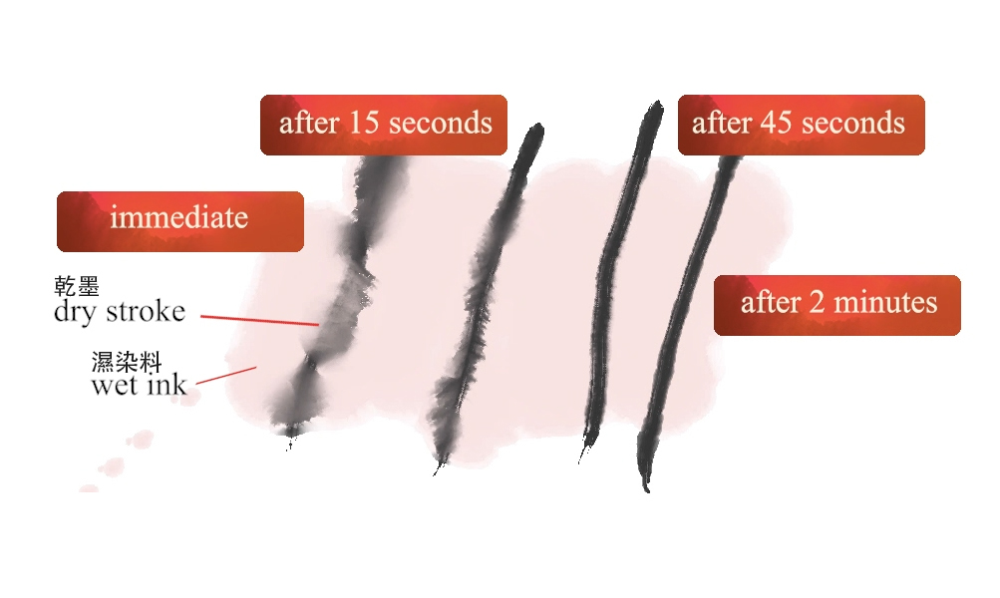 after 15 seconds
after 45 seconds
immediate
乾墨
dry stroke
after 2 minutes
濕染料
wet ink